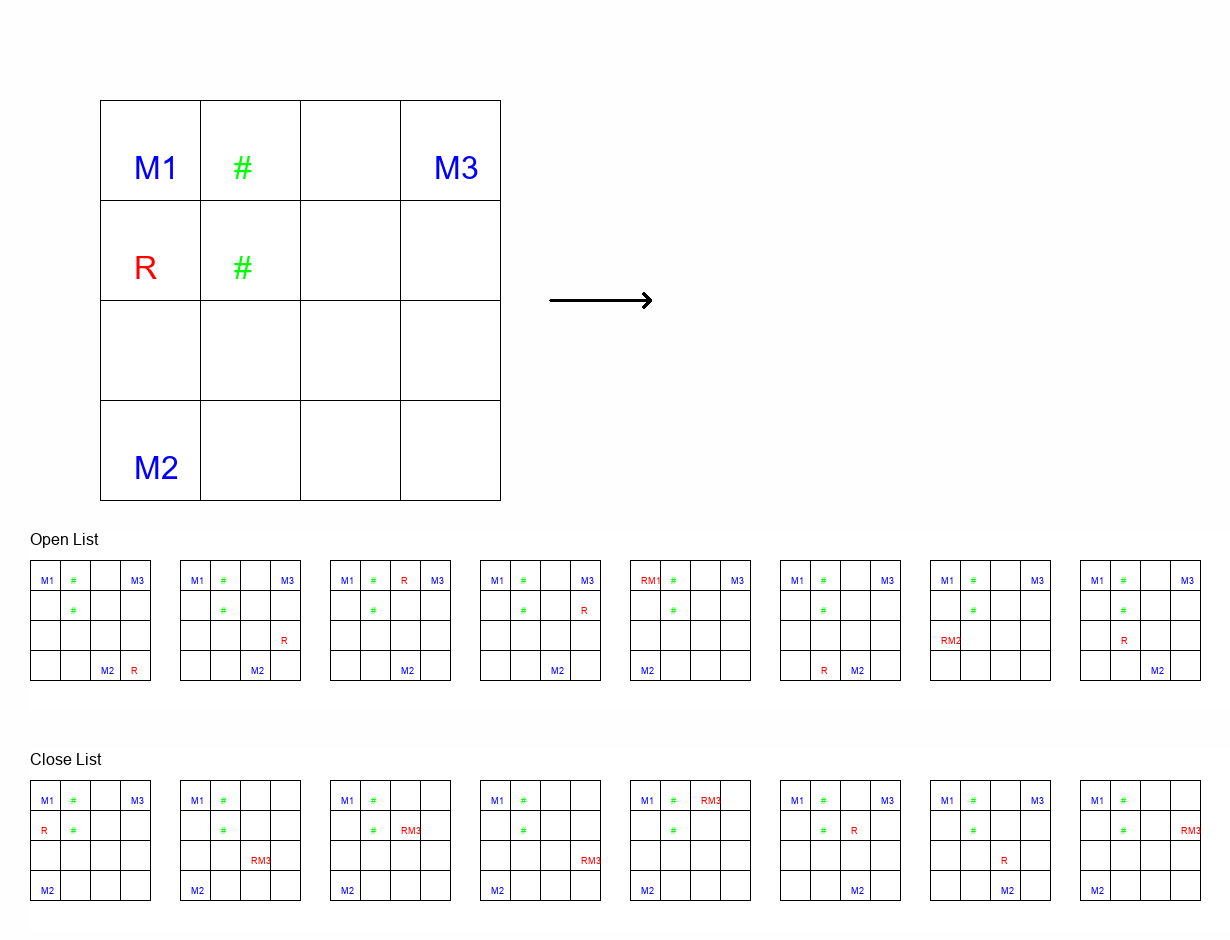 M1 # M3
R #
M2
Open List
M1 # M3 M1 # M3 M1 # R M3 M1 # M3 RM1 # M3 M1 # M3 M1 # M3 M1 # M3
# # # # R # # # #
R RM2 R
M2 R M2 M2 M2 M2 R M2 M2
Close List
M1 # M3 M1 # M1 # M1 # M1 # RM3 M1 # M3 M1 # M3 M1 #
R # # # RM3 # # # R # # RM3
RM3 RM3 R
M2 M2 M2 M2 M2 M2 M2 M2